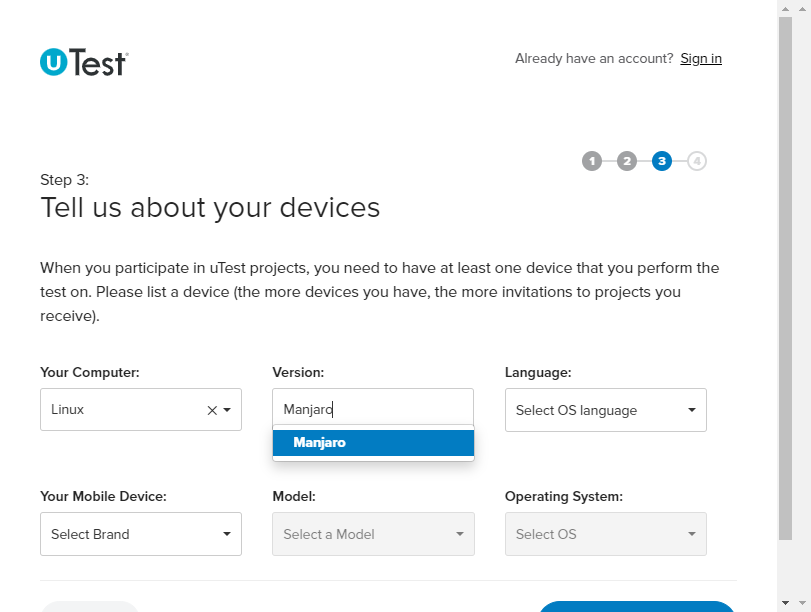 uTest
Already have an account? Sign in
1 2 3 4
Step 3:
Tell us about your devices
When you participate in uTest projects, you need to have at least one device that you perform the
test on. Please list a device (the more devices you have, the more invitations to projects you
receive).
Your Computer: Version: Language:
Linux Manjaro Select OS language
Manjaro
Your Mobile Device: Model: Operating System:
Select Brand Select a Model Select OS